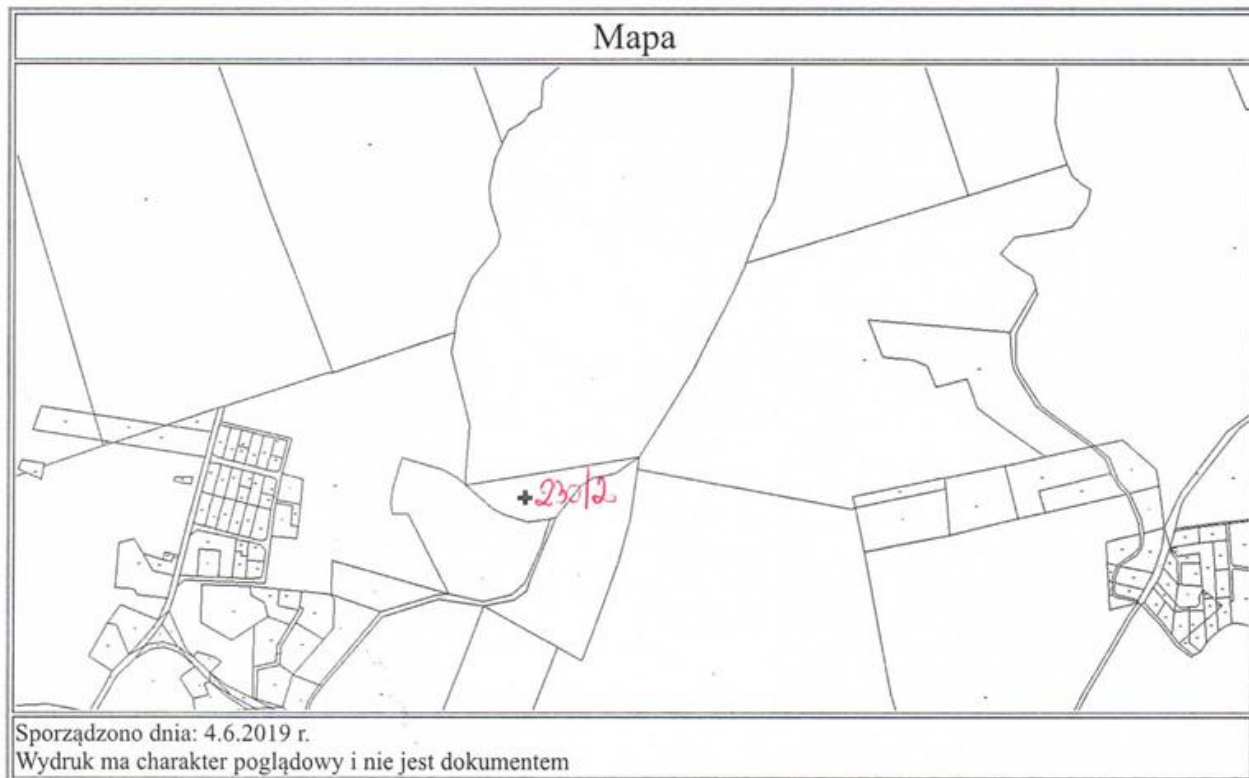 Mapa
230/2
Sporządzono dnia: 4.6.2019 r.
Wydruk ma charakter poglądowy i nie jest dokumentem